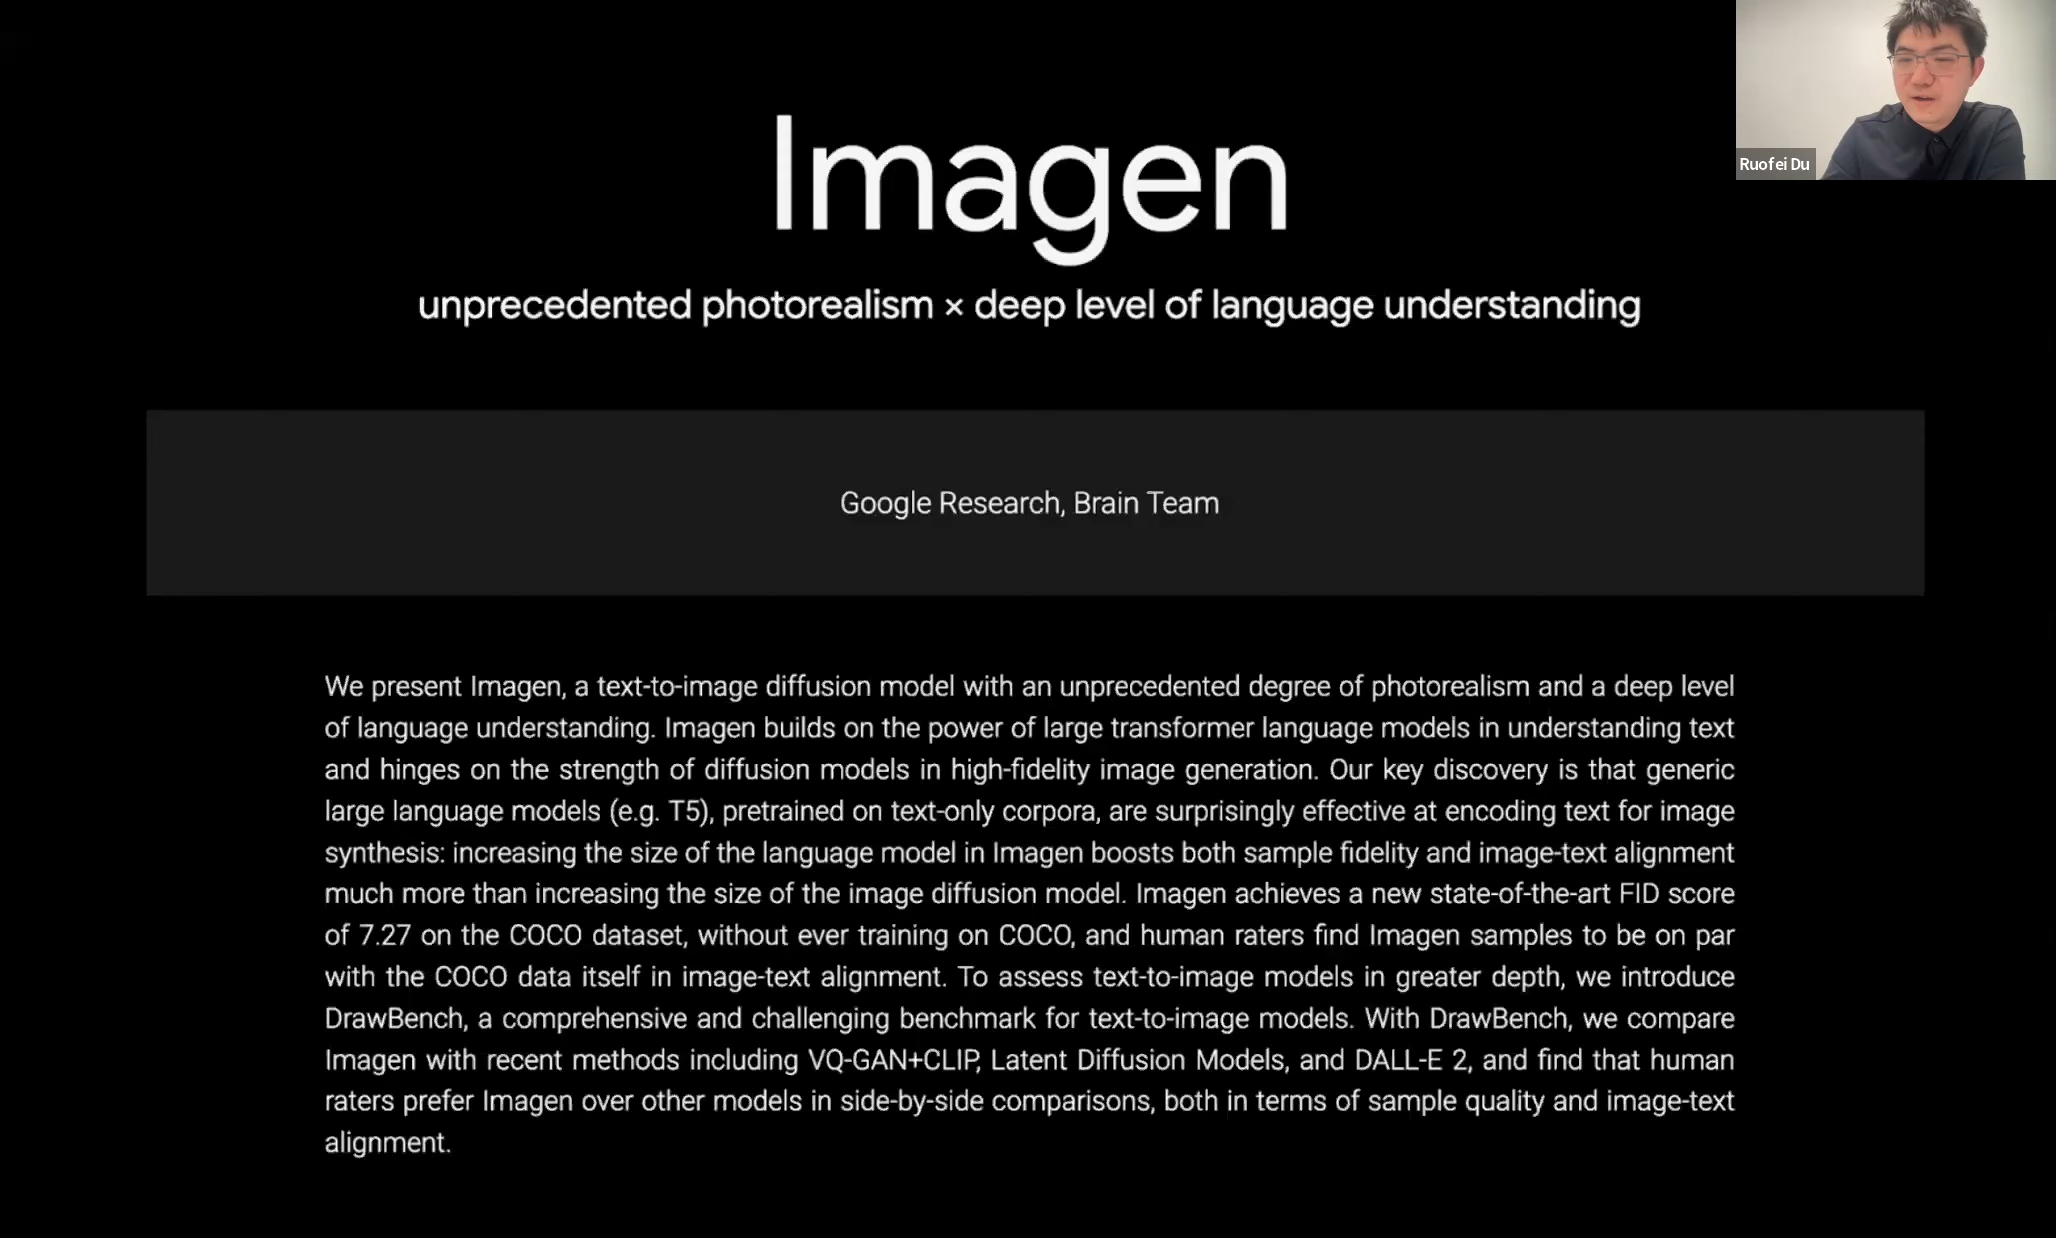 Imagen
unprecedented photorealism × deep level of language understanding
Ruofei Du
Google Research, Brain Team
We present Imagen, a text-to-image diffusion model with an unprecedented degree of photorealism and a deep level
of language understanding. Imagen builds on the power of large transformer language models in understanding text
and hinges on the strength of diffusion models in high-fidelity image generation. Our key discovery is that generic
large language models (e.g. T5), pretrained on text-only corpora, are surprisingly effective at encoding text for image
synthesis: increasing the size of the language model in Imagen boosts both sample fidelity and image-text alignment
much more than increasing the size of the image diffusion model. Imagen achieves a new state-of-the-art FID score
of 7.27 on the COCO dataset, without ever training on COCO, and human raters find Imagen samples to be on par
with the COCO data itself in image-text alignment. To assess text-to-image models in greater depth, we introduce
DrawBench, a comprehensive and challenging benchmark for text-to-image models. With DrawBench, we compare
Imagen with recent methods including VQ-GAN+CLIP, Latent Diffusion Models, and DALL-E 2, and find that human
raters prefer Imagen over other models in side-by-side comparisons, both in terms of sample quality and image-text
alignment.